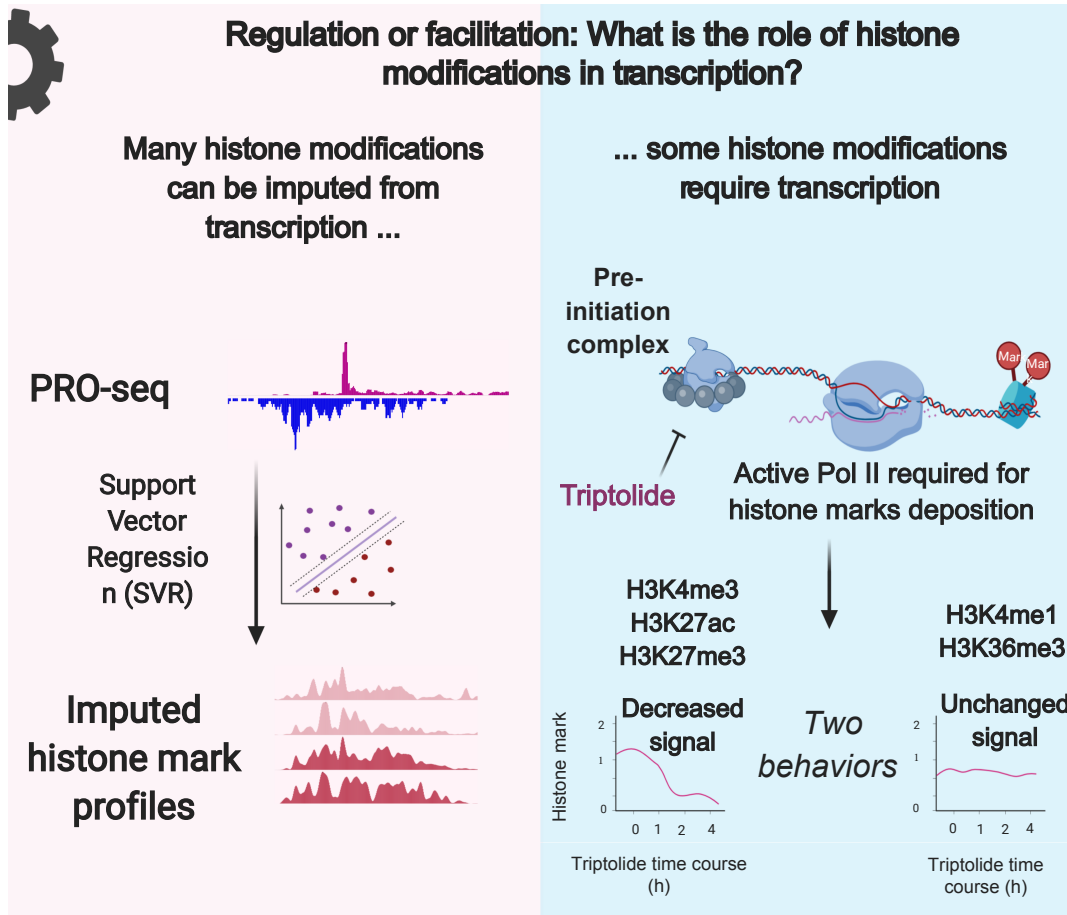 Regulation or facilitation: What is the role of histone
modifications in transcription?
Many histone modifications
can be imputed from
transcription ...
PRO-seq
Support
Vector
Regressio
n (SVR)
Imputed
histone mark
profiles
... some histone modifications
require transcription
Pre-
initiation
complex
Mar
Mar
Triptolide
Active Pol II required for
histone marks deposition
H3K4me3
H3K27ac
H3K27me3
H3K4me1
H3K36me3
Two
behaviors
Decreased
signal
Histone mark
2
1
0
0 1 2 4
Triptolide time course
(h)
Unchanged
signal
2
1
0
0 1 2 4
Triptolide time
course (h)